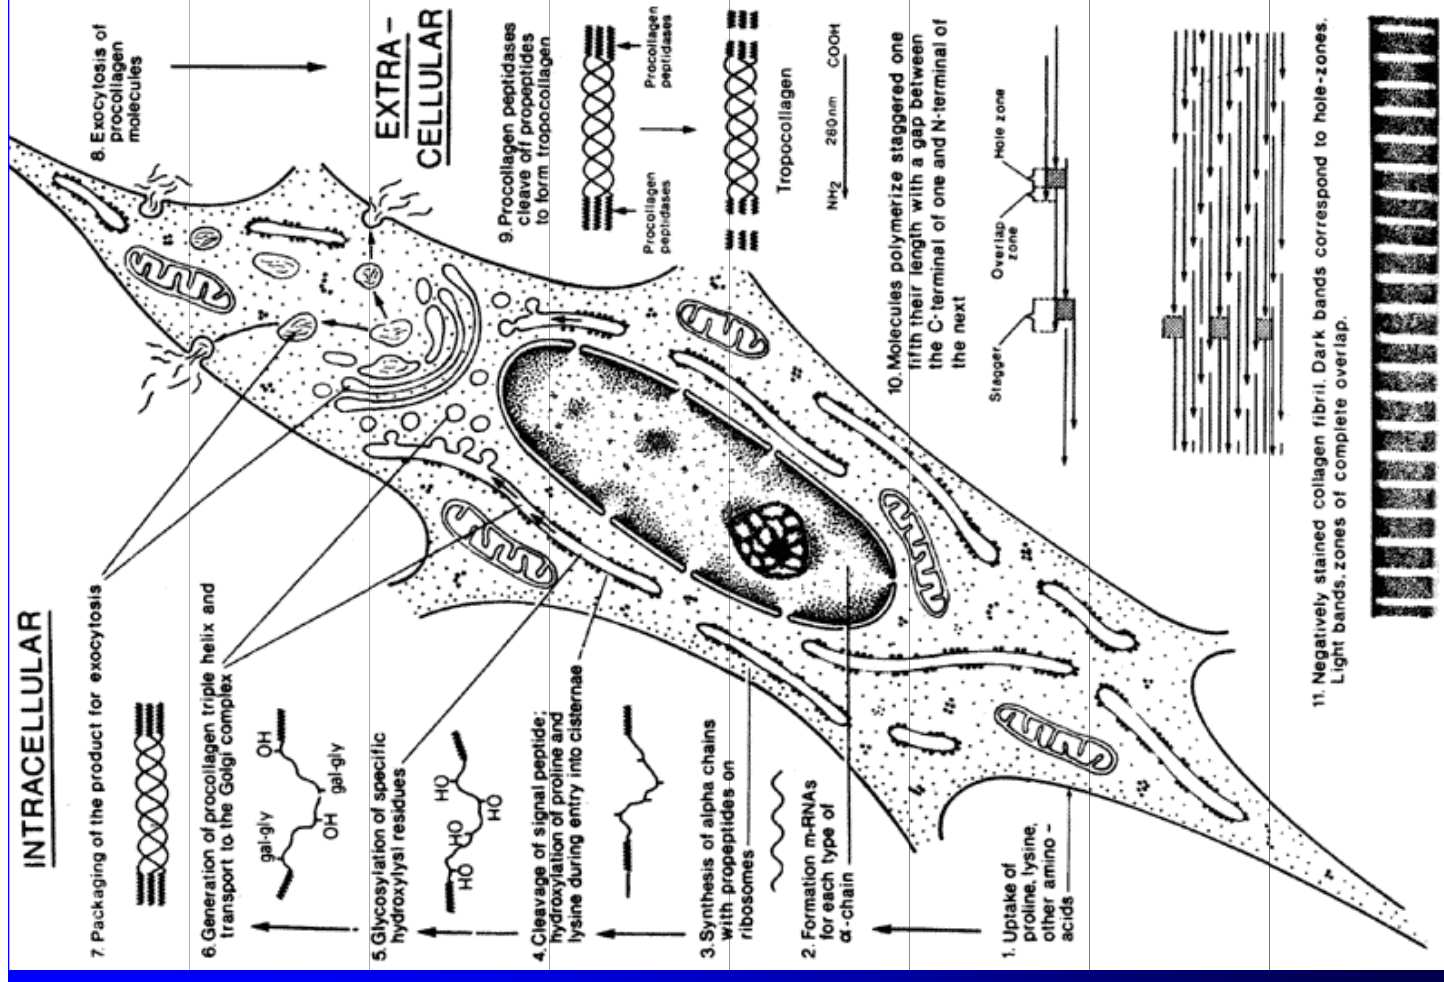 INTRACELLULAR
7. Packaging of the product for exocytosis
6. Generation of procollagen triple helix and
transport to the Golgi complex
OH
gal-gly
gal-gly
OH
5. Glycosylation of specific
hydroxylysyl residues
HO
HO
HO
HO
4. Cleavage of signal peptide;
hydroxylation of proline and
lysine during entry into cisternae
3. Synthesis of alpha chains
with propeptides on
ribosomes
2. Formation m-RNAs
for each type of
α-chain
1. Uptake of
proline, lysine,
other amino-
acids
8. Exocytosis of
procollagen
molecules
EXTRA-
CELLULAR
9. Procollagen peptidases
cleave off propeptides
to form tropocollagen
Procollagen
peptidases
Procollagen
peptidases
Tropocollagen
NH2 280nm COOH
10. Molecules polymerize staggered one
fifth their length with a gap between
the C-terminal of one and N-terminal of
the next
Stagger
Overlap
zone
Hole zone
11. Negatively stained collagen fibril. Dark bands correspond to hole-zones.
Light bands, zones of complete overlap.